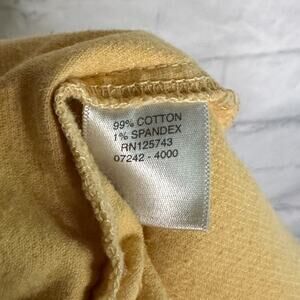 99% COTTON
1% SPANDEX
RN125743
07242 - 4000